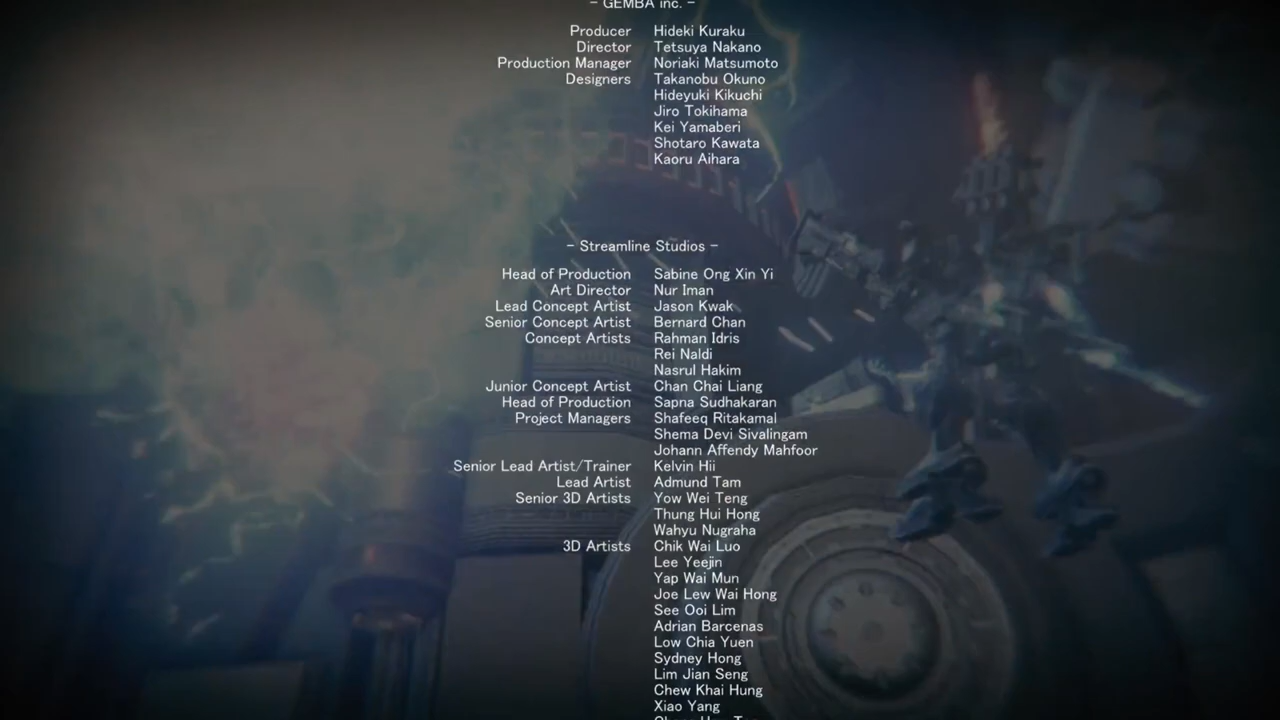 - GEMBA inc. -
Producer Hideki Kuraku
Director Tetsuya Nakano
Production Manager Noriaki Matsumoto
Designers Takanobu Okuno
Hideyuki Kikuchi
Jiro Tokihama
Kei Yamaberi
Shotaro Kawata
Kaoru Aihara
- Streamline Studios -
Head of Production Sabine Ong Xin Yi
Art Director Nur Iman
Lead Concept Artist Jason Kwak
Senior Concept Artist Bernard Chan
Concept Artists Rahman Idris
Rei Naldi
Nasrul Hakim
Junior Concept Artist Chan Chai Liang
Head of Production Sapna Sudhakaran
Project Managers Shafeeq Ritakamal
Shema Devi Sivalingam
Johann Affendy Mahfoor
Senior Lead Artist/Trainer Kelvin Hii
Lead Artist Admund Tam
Senior 3D Artists Yow Wei Teng
Thung Hui Hong
Wahyu Nugraha
3D Artists Chik Wai Luo
Lee Yeejin
Yap Wai Mun
Joe Lew Wai Hong
See Ooi Lim
Adrian Barcenas
Low Chia Yuen
Sydney Hong
Lim Jian Seng
Chew Khai Hung
Xiao Yang